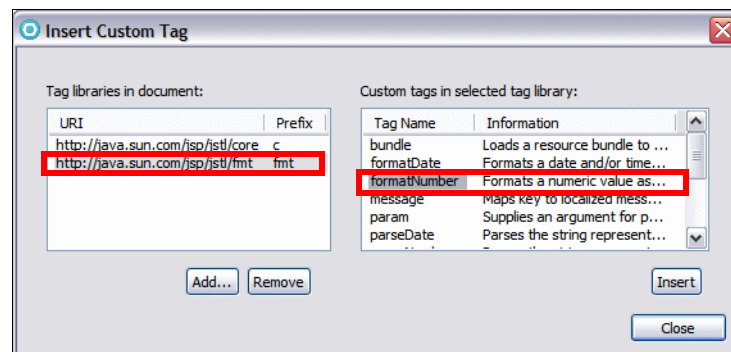 Insert Custom Tag
Tag libraries in document:
URI Prefix
http://java.sun.com/jsp/jstl/core c
http://java.sun.com/jsp/jstl/fmt fmt
Add... Remove
Custom tags in selected tag library:
Tag Name Information
bundle Loads a resource bundle to ...
formatDate Formats a date and/or time...
formatNumber Formats a numeric value as...
message Maps key to localized mess...
param Supplies an argument for p...
parseDate Parses the string represent...
Insert
Close